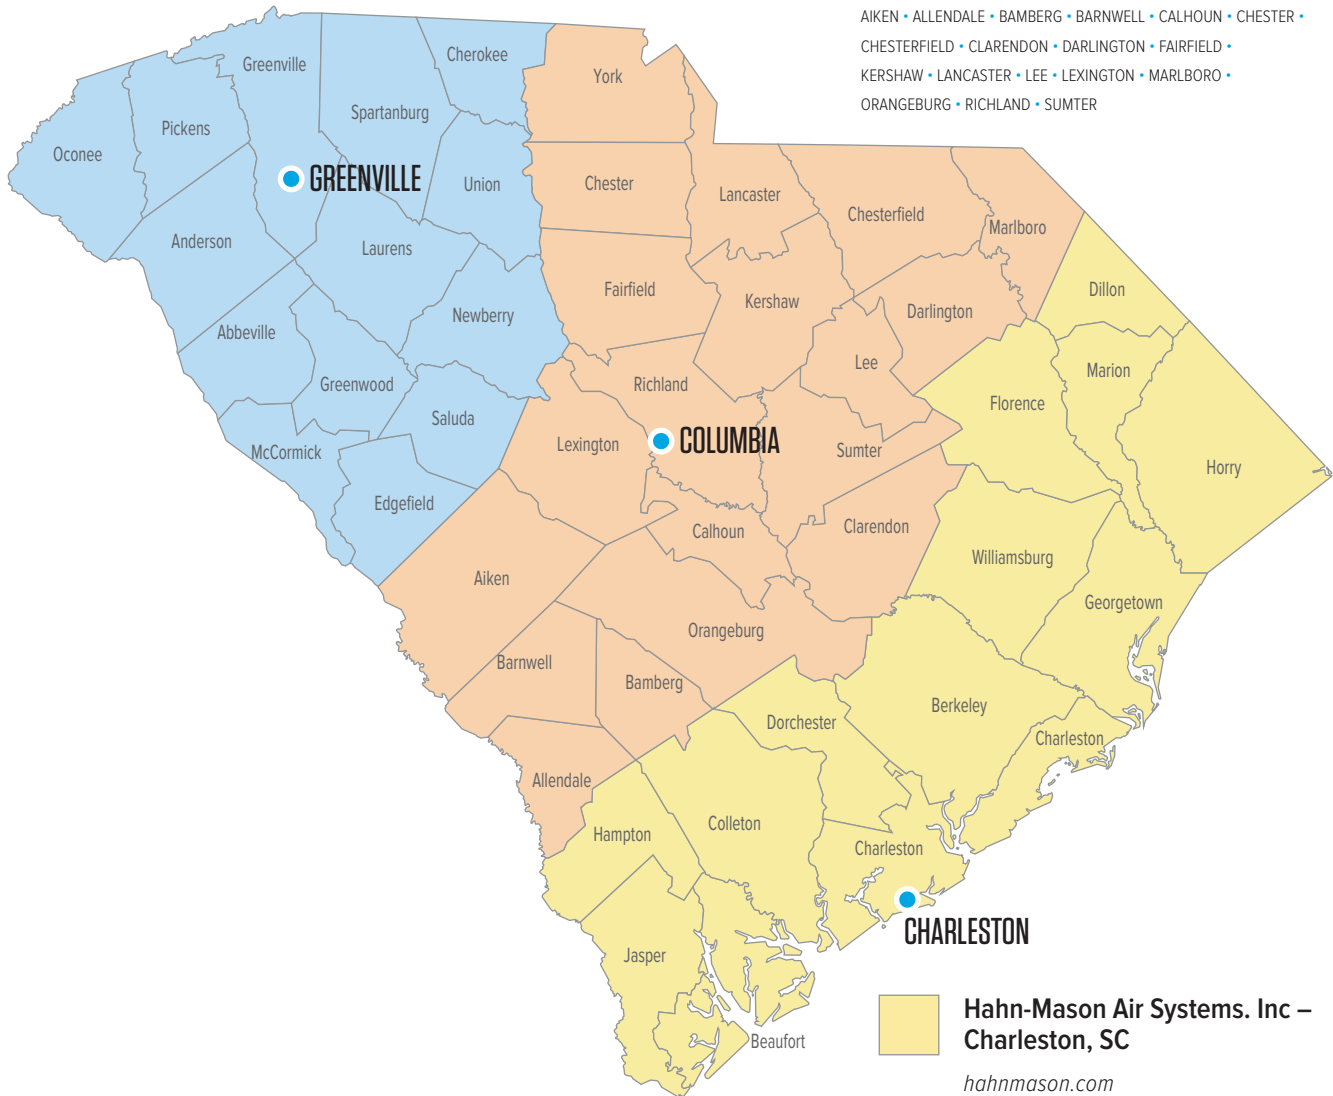 AIKEN • ALLENDALE • BAMBERG • BARNWELL • CALHOUN • CHESTER •
CHESTERFIELD • CLARENDON • DARLINGTON • FAIRFIELD •
KERSHAW • LANCASTER • LEE • LEXINGTON • MARLBORO •
ORANGEBURG • RICHLAND • SUMTER
Cherokee
Greenville
York
Spartanburg
Pickens
Oconee
Union
Chester
GREENVILLE
Lancaster
Chesterfield
Marlboro
Anderson
Laurens
Fairfield
Kershaw
Dillon
Newberry
Darlington
Abbeville
Lee
Marion
Greenwood
Richland
Florence
Saluda
Lexington
COLUMBIA
Sumter
McCormick
Horry
Edgefield
Calhoun
Clarendon
Williamsburg
Aiken
Georgetown
Orangeburg
Barnwell
Bamberg
Berkeley
Dorchester
Charleston
Allendale
Colleton
Hampton
Charleston
CHARLESTON
Jasper
Beaufort
Hahn-Mason Air Systems. Inc –
Charleston, SC
hahnmason.com